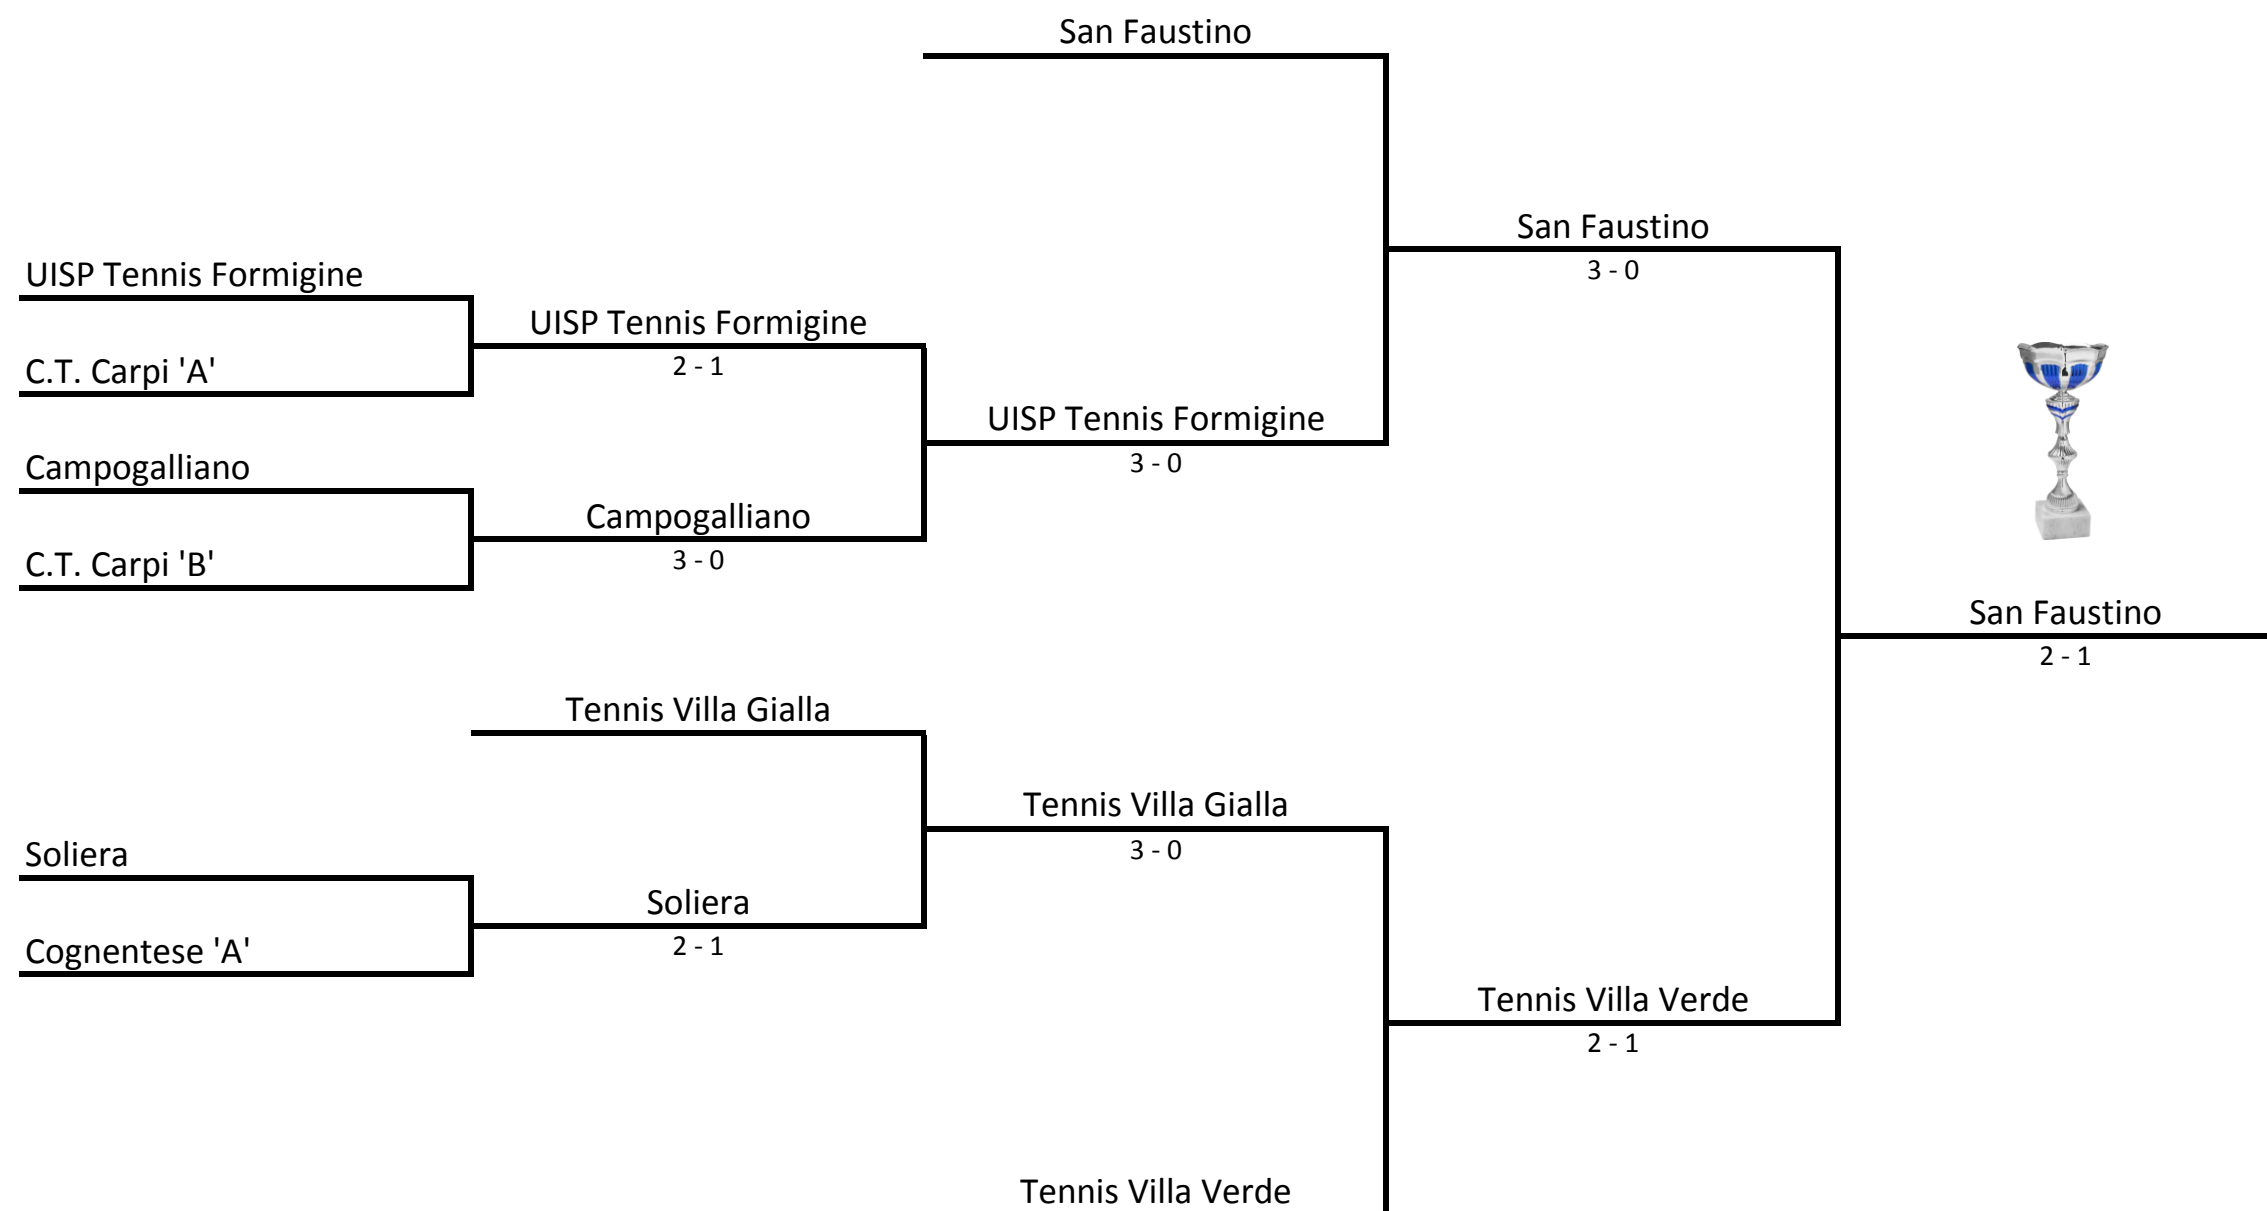 San Faustino
San Faustino
3 - 0
UISP Tennis Formigine
UISP Tennis Formigine
C.T. Carpi 'A'
2 - 1
UISP Tennis Formigine
Campogalliano
3 - 0
Campogalliano
C.T. Carpi 'B'
3 - 0
San Faustino
2 - 1
Tennis Villa Gialla
Tennis Villa Gialla
Soliera
3 - 0
Soliera
Cognentese 'A'
2 - 1
Tennis Villa Verde
2 - 1
Tennis Villa Verde